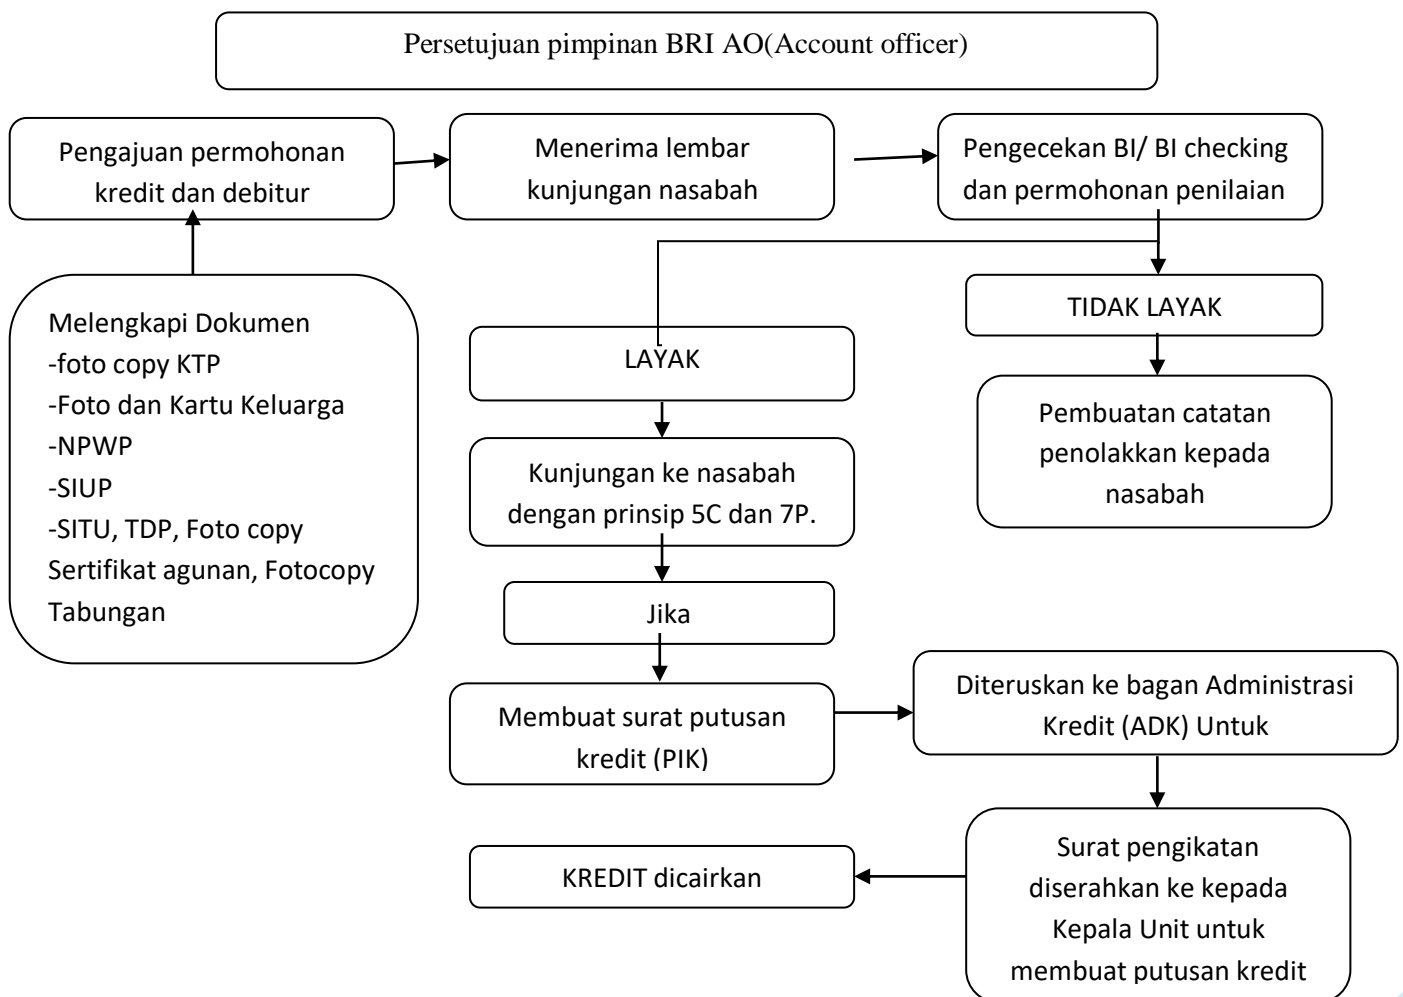 Persetujuan pimpinan BRI AO(Account officer)
Pengajuan permohonan
kredit dan debitur
Menerima lembar
kunjungan nasabah
Pengecekan BI/ BI checking
dan permohonan penilaian
Melengkapi Dokumen
-foto copy KTP
-Foto dan Kartu Keluarga
-NPWP
-SIUP
-SITU, TDP, Foto copy
Sertifikat agunan, Fotocopy
Tabungan
LAYAK
TIDAK LAYAK
Pembuatan catatan
penolakkan kepada
nasabah
Kunjungan ke nasabah
dengan prinsip 5C dan 7P.
Jika
Membuat surat putusan
kredit (PIK)
Diteruskan ke bagan Administrasi
Kredit (ADK) Untuk
Surat pengikatan
diserahkan ke kepada
Kepala Unit untuk
membuat putusan kredit
KREDIT dicairkan